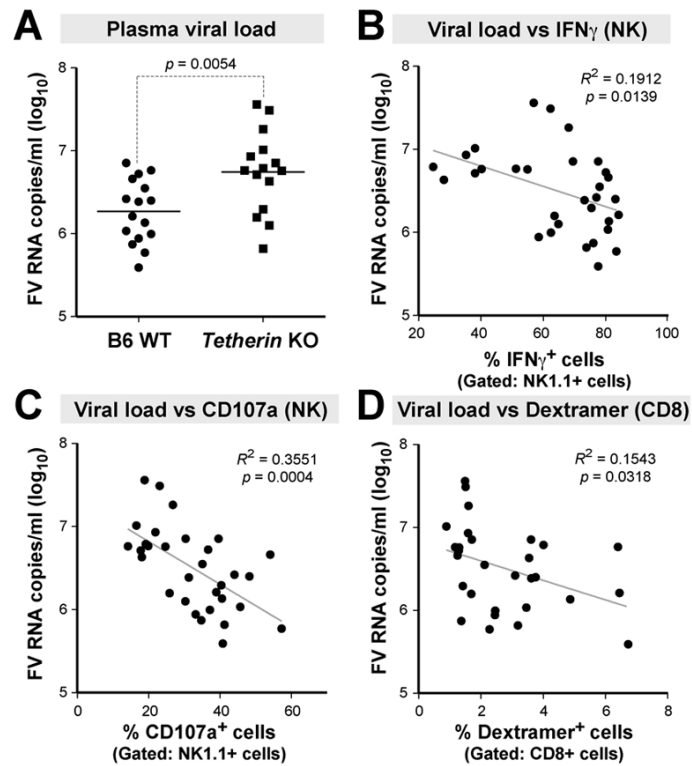 A
Plasma viral load
p = 0.0054
FV RNA copies/ml (log10)
8
7
6
5
B6 WT
Tetherin KO
B
Viral load vs IFNγ (NK)
R² = 0.1912
p = 0.0139
FV RNA copies/ml (log10)
8
7
6
5
20 40 60 80 100
% IFNγ⁺ cells
(Gated: NK1.1+ cells)
C
Viral load vs CD107a (NK)
R² = 0.3551
p = 0.0004
FV RNA copies/ml (log10)
8
7
6
5
0 20 40 60
% CD107a⁺ cells
(Gated: NK1.1+ cells)
D
Viral load vs Dextramer (CD8)
R² = 0.1543
p = 0.0318
FV RNA copies/ml (log10)
8
7
6
5
0 2 4 6 8
% Dextramer⁺ cells
(Gated: CD8+ cells)